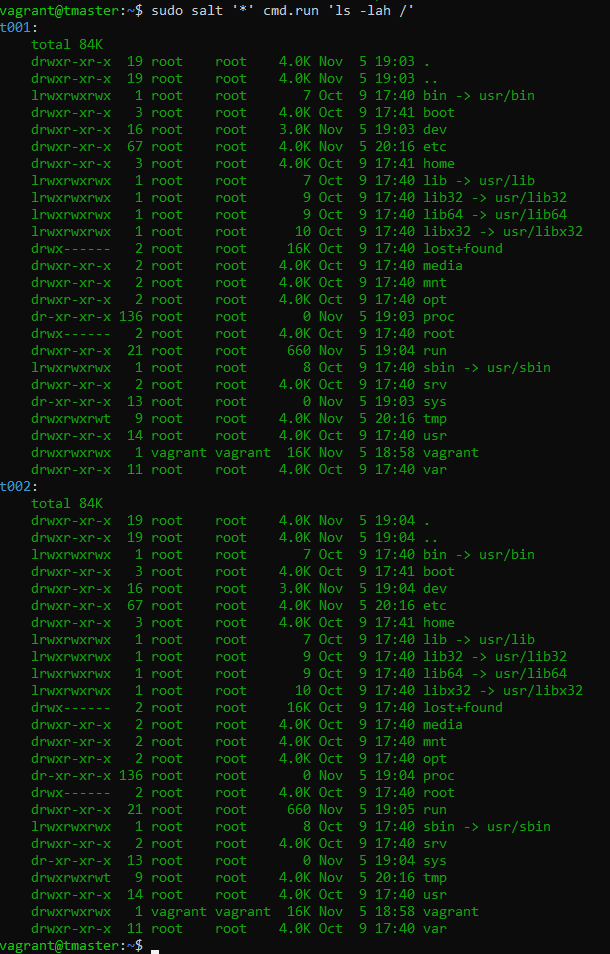 vagrant@tmaster:~$ sudo salt '*' cmd.run 'ls -lah /'
t001:
    total 84K
    drwxr-xr-x  19 root    root    4.0K Nov  5 19:03 .
    drwxr-xr-x  19 root    root    4.0K Nov  5 19:03 ..
    lrwxrwxrwx   1 root    root       7 Oct  9 17:40 bin -> usr/bin
    drwxr-xr-x   3 root    root    4.0K Oct  9 17:41 boot
    drwxr-xr-x  16 root    root    3.0K Nov  5 19:03 dev
    drwxr-xr-x  67 root    root    4.0K Nov  5 20:16 etc
    drwxr-xr-x   3 root    root    4.0K Oct  9 17:41 home
    lrwxrwxrwx   1 root    root       7 Oct  9 17:40 lib -> usr/lib
    lrwxrwxrwx   1 root    root       9 Oct  9 17:40 lib32 -> usr/lib32
    lrwxrwxrwx   1 root    root       9 Oct  9 17:40 lib64 -> usr/lib64
    lrwxrwxrwx   1 root    root      10 Oct  9 17:40 libx32 -> usr/libx32
    drwx------   2 root    root     16K Oct  9 17:40 lost+found
    drwxr-xr-x   2 root    root    4.0K Oct  9 17:40 media
    drwxr-xr-x   2 root    root    4.0K Oct  9 17:40 mnt
    drwxr-xr-x   2 root    root    4.0K Oct  9 17:40 opt
    dr-xr-xr-x 136 root    root       0 Nov  5 19:03 proc
    drwx------   2 root    root    4.0K Oct  9 17:40 root
    drwxr-xr-x  21 root    root     660 Nov  5 19:04 run
    lrwxrwxrwx   1 root    root       8 Oct  9 17:40 sbin -> usr/sbin
    drwxr-xr-x   2 root    root    4.0K Oct  9 17:40 srv
    dr-xr-xr-x  13 root    root       0 Nov  5 19:03 sys
    drwxrwxrwt   9 root    root    4.0K Nov  5 20:16 tmp
    drwxr-xr-x  14 root    root    4.0K Oct  9 17:40 usr
    drwxrwxrwx   1 vagrant vagrant  16K Nov  5 18:58 vagrant
    drwxr-xr-x  11 root    root    4.0K Oct  9 17:40 var
t002:
    total 84K
    drwxr-xr-x  19 root    root    4.0K Nov  5 19:04 .
    drwxr-xr-x  19 root    root    4.0K Nov  5 19:04 ..
    lrwxrwxrwx   1 root    root       7 Oct  9 17:40 bin -> usr/bin
    drwxr-xr-x   3 root    root    4.0K Oct  9 17:41 boot
    drwxr-xr-x  16 root    root    3.0K Nov  5 19:04 dev
    drwxr-xr-x  67 root    root    4.0K Nov  5 20:16 etc
    drwxr-xr-x   3 root    root    4.0K Oct  9 17:41 home
    lrwxrwxrwx   1 root    root       7 Oct  9 17:40 lib -> usr/lib
    lrwxrwxrwx   1 root    root       9 Oct  9 17:40 lib32 -> usr/lib32
    lrwxrwxrwx   1 root    root       9 Oct  9 17:40 lib64 -> usr/lib64
    lrwxrwxrwx   1 root    root      10 Oct  9 17:40 libx32 -> usr/libx32
    drwx------   2 root    root     16K Oct  9 17:40 lost+found
    drwxr-xr-x   2 root    root    4.0K Oct  9 17:40 media
    drwxr-xr-x   2 root    root    4.0K Oct  9 17:40 mnt
    drwxr-xr-x   2 root    root    4.0K Oct  9 17:40 opt
    dr-xr-xr-x 136 root    root       0 Nov  5 19:04 proc
    drwx------   2 root    root    4.0K Oct  9 17:40 root
    drwxr-xr-x  21 root    root     660 Nov  5 19:05 run
    lrwxrwxrwx   1 root    root       8 Oct  9 17:40 sbin -> usr/sbin
    drwxr-xr-x   2 root    root    4.0K Oct  9 17:40 srv
    dr-xr-xr-x  13 root    root       0 Nov  5 19:04 sys
    drwxrwxrwt   9 root    root    4.0K Nov  5 20:16 tmp
    drwxr-xr-x  14 root    root    4.0K Oct  9 17:40 usr
    drwxrwxrwx   1 vagrant vagrant  16K Nov  5 18:58 vagrant
    drwxr-xr-x  11 root    root    4.0K Oct  9 17:40 var
vagrant@tmaster:~$